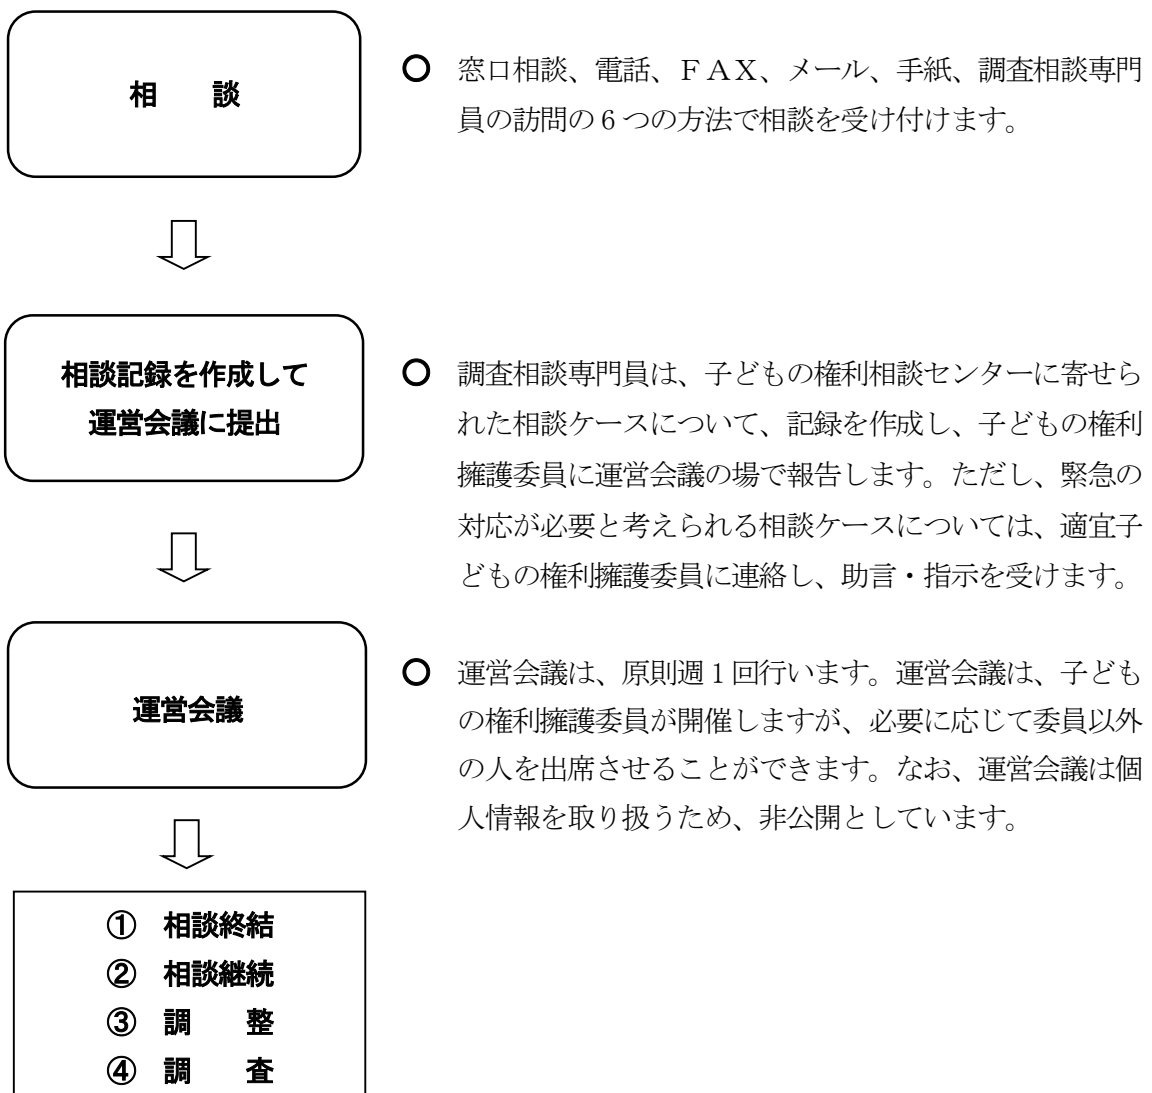 相　　談
○　窓口相談、電話、ＦＡＸ、メール、手紙、調査相談専門
員の訪問の６つの方法で相談を受け付けます。
相談記録を作成して
運営会議に提出
○　調査相談専門員は、子どもの権利相談センターに寄せら
れた相談ケースについて、記録を作成し、子どもの権利
擁護委員に運営会議の場で報告します。ただし、緊急の
対応が必要と考えられる相談ケースについては、適宜子
どもの権利擁護委員に連絡し、助言・指示を受けます。
運営会議
○　運営会議は、原則週１回行います。運営会議は、子ども
の権利擁護委員が開催しますが、必要に応じて委員以外
の人を出席させることができます。なお、運営会議は個
人情報を取り扱うため、非公開としています。
①　相談終結
②　相談継続
③　調　　整
④　調　　査